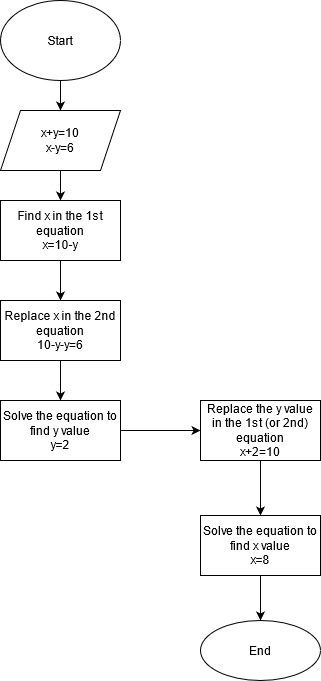 Start
x+y=10
x-y=6
Find x in the 1st
equation
x=10-y
Replace x in the 2nd
equation
10-y-y=6
Solve the equation to
find y value
y=2
Replace the y value
in the 1st (or 2nd)
equation
x+2=10
Solve the equation to
find x value
x=8
End